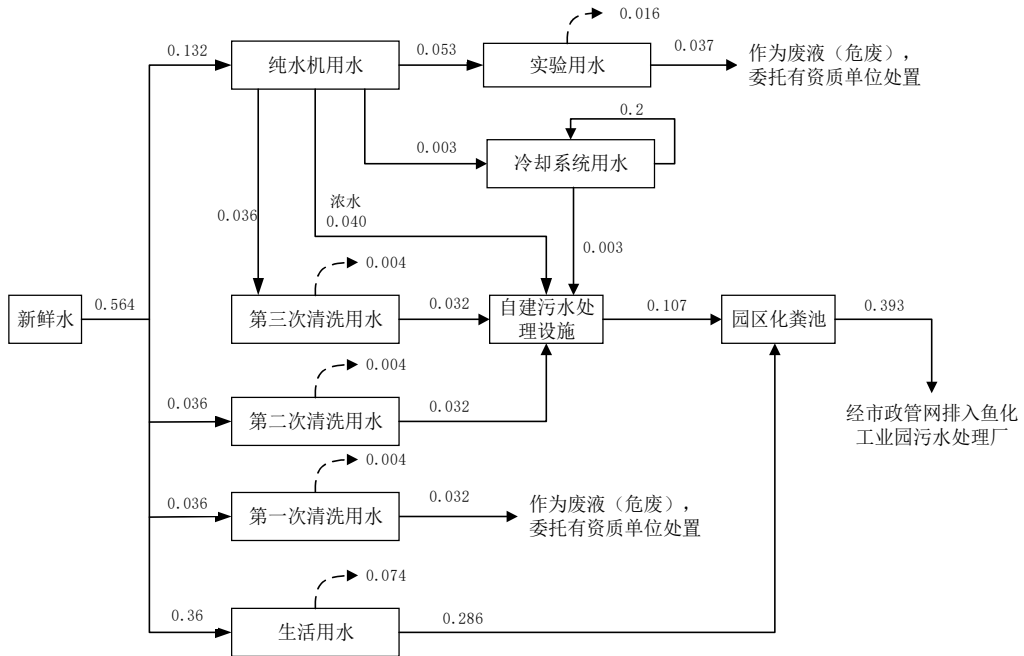 0.016
0.132
纯水机用水
0.053
实验用水
0.037
作为废液（危废），
委托有资质单位处置
0.2
0.003
冷却系统用水
浓水
0.040
0.036
0.003
0.004
新鲜水
0.564
第三次清洗用水
0.032
自建污水处
理设施
0.107
园区化粪池
0.393
0.004
0.036
第二次清洗用水
0.032
经市政管网排入鱼化
工业园污水处理厂
0.004
0.036
第一次清洗用水
0.032
作为废液（危废），
委托有资质单位处置
0.074
0.36
生活用水
0.286